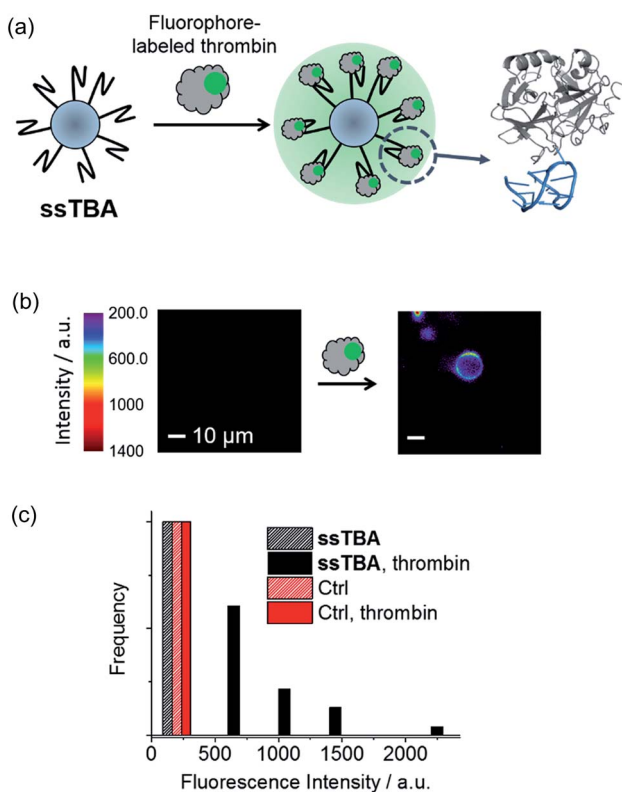 (a)
Fluorophore-
labeled thrombin
ssTBA
(b)
Intensity / a.u.
200.0
600.0
1000
1400
10 µm
(c)
Frequency
ssTBA
ssTBA, thrombin
Ctrl
Ctrl, thrombin
0 500 1000 1500 2000
Fluorescence Intensity / a.u.